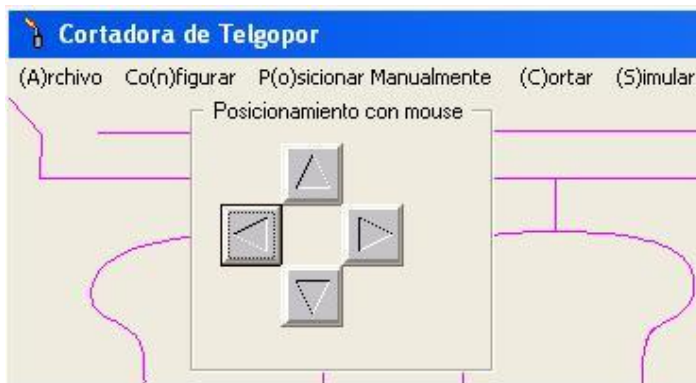 Cortadora de Telgopor
(A)rchivo Co(n)figurar P(o)sicionar Manualmente (C)ortar (S)imular
Posicionamiento con mouse